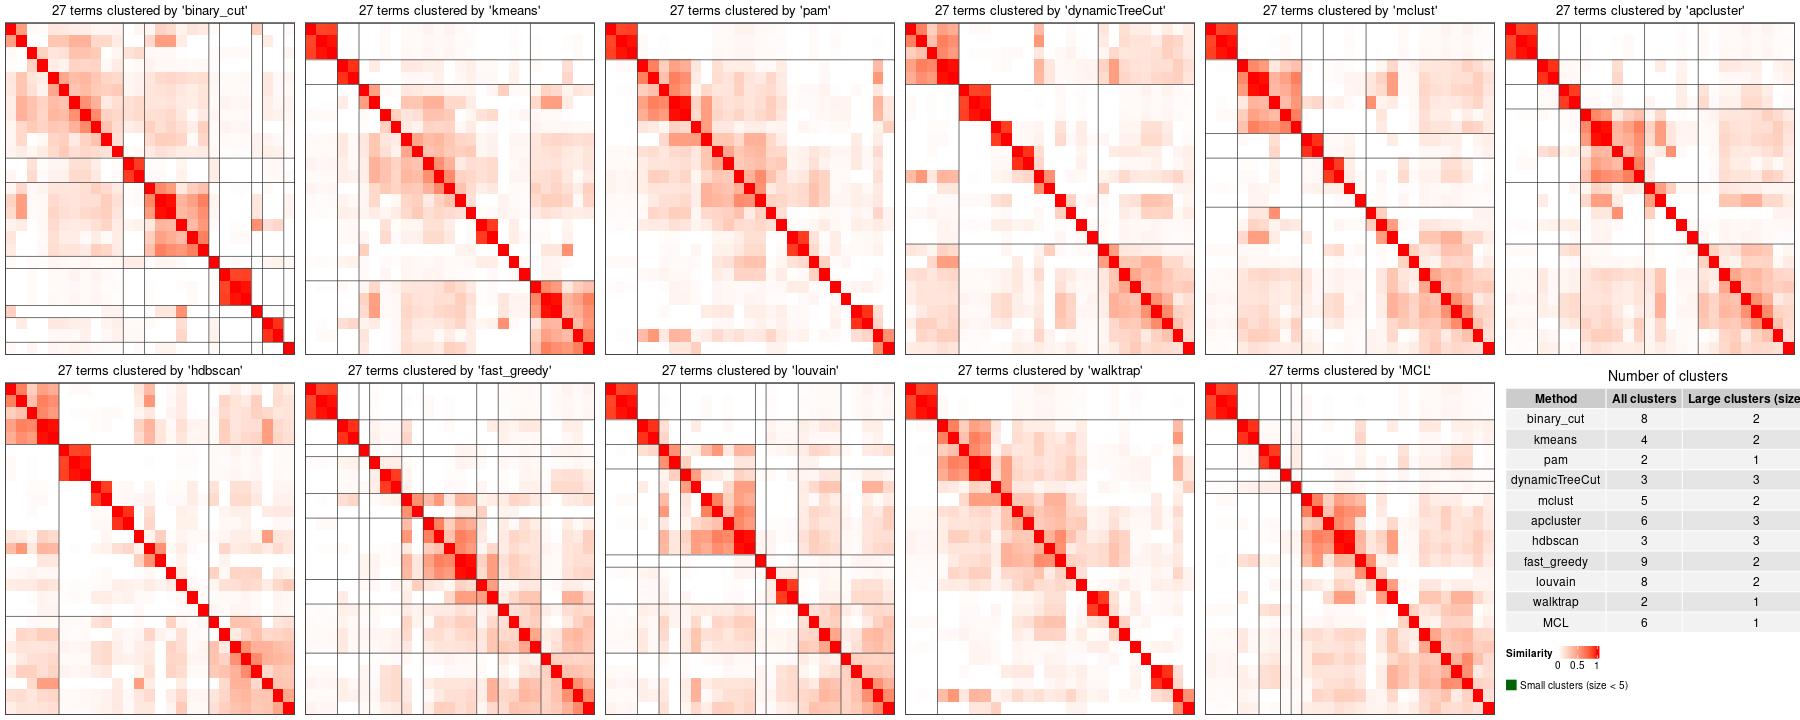 27 terms clustered by 'binary_cut'
27 terms clustered by 'kmeans'
27 terms clustered by 'pam'
27 terms clustered by 'dynamicTreeCut'
27 terms clustered by 'mclust'
27 terms clustered by 'apcluster'
27 terms clustered by 'hdbscan'
27 terms clustered by 'fast_greedy'
27 terms clustered by 'louvain'
27 terms clustered by 'walktrap'
27 terms clustered by 'MCL'
Number of clusters
Method All clusters Large clusters (size
binary_cut 8 2
kmeans 4 2
pam 2 1
dynamicTreeCut 3 3
mclust 5 2
apcluster 6 3
hdbscan 3 3
fast_greedy 9 2
louvain 8 2
walktrap 2 1
MCL 6 1
Similarity
0 0.5 1
Small clusters (size < 5)